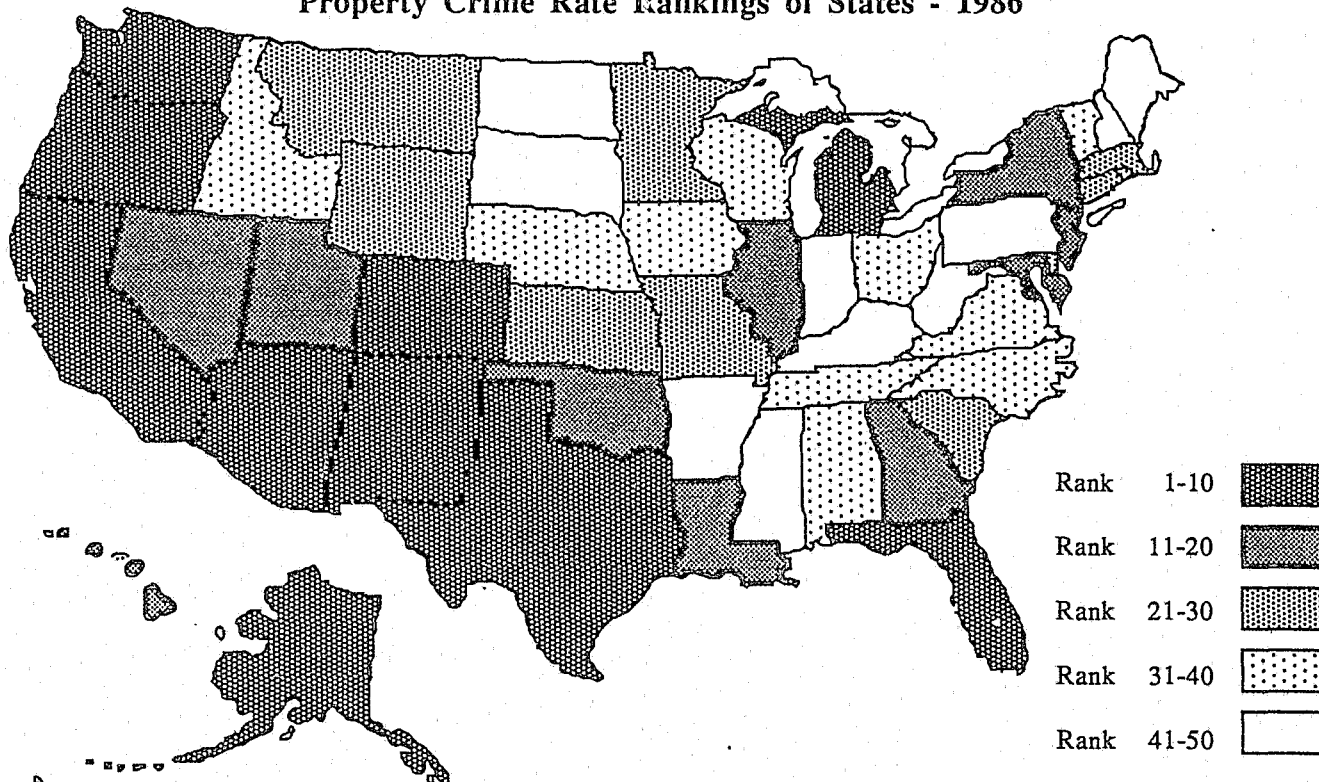 Property Crime Rate Rankings of States - 1986
Rank 1-10
Rank 11-20
Rank 21-30
Rank 31-40
Rank 41-50